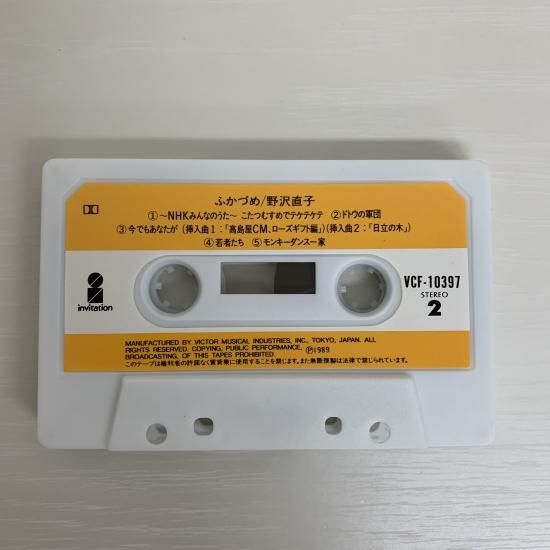 ふかづめ/野沢直子
①～NHKみんなのうた～ こたつむすめでテケテケテ ②ドトウの軍団
③今でもあなたが (挿入曲1:「高島屋CM、ローズギフト編」)(挿入曲2:「日立の木」)
④若者たち ⑤モンキーダンス一家
VCF-10397
STEREO
2
invitation
MANUFACTURED BY VICTOR MUSICAL INDUSTRIES, INC., TOKYO, JAPAN. ALL
RIGHTS RESERVED. COPYING, PUBLIC PERFORMANCE,
BROADCASTING, OF THIS TAPES PROHIBITED. Ⓟ1989
このテープは権利者の許諾なく賃貸業に使用することを禁じます。また無断複製は法律で禁じられています。